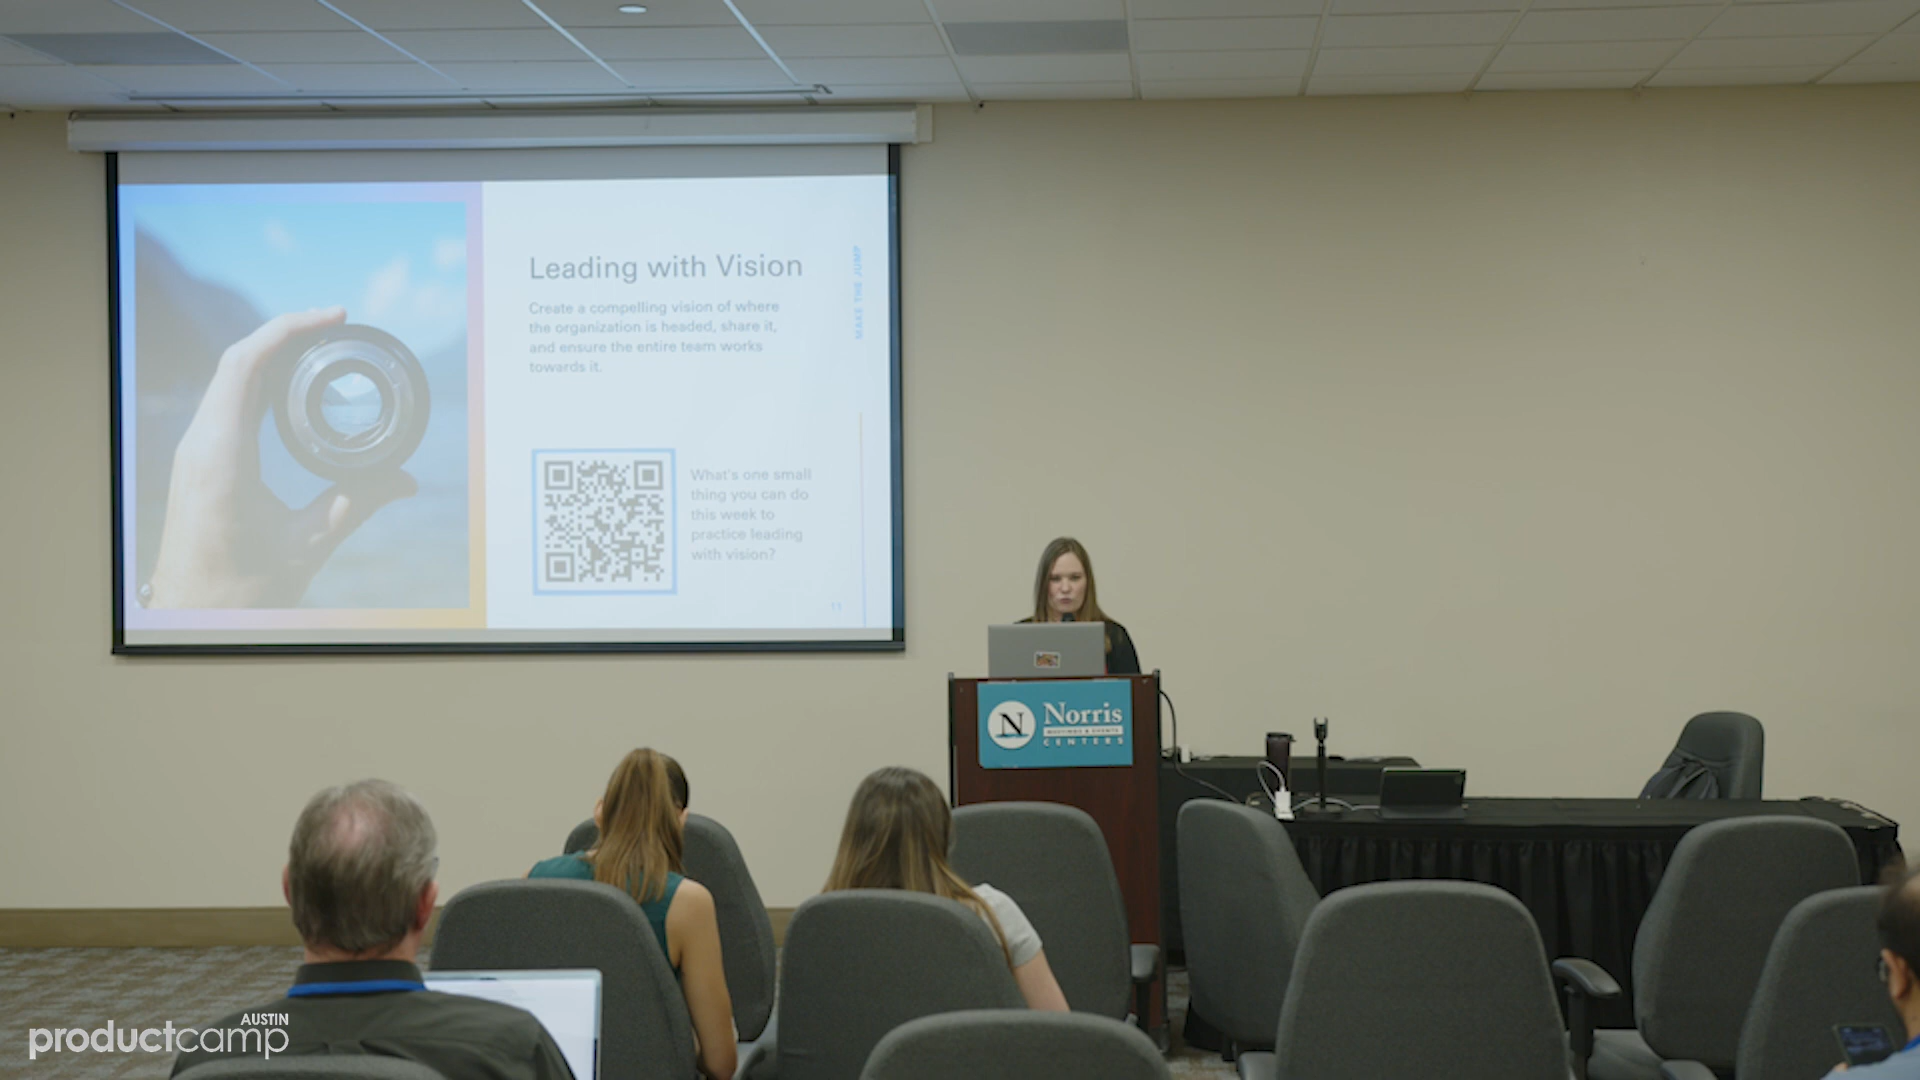 Leading with Vision
Create a compelling vision of where
the organization is headed, share it,
and ensure the entire team works
towards it.
MAKE THE JUMP
What's one small
thing you can do
this week to
practice leading
with vision?
11
N
Norris
MEETINGS & EVENTS
CENTERS
AUSTIN
productcamp